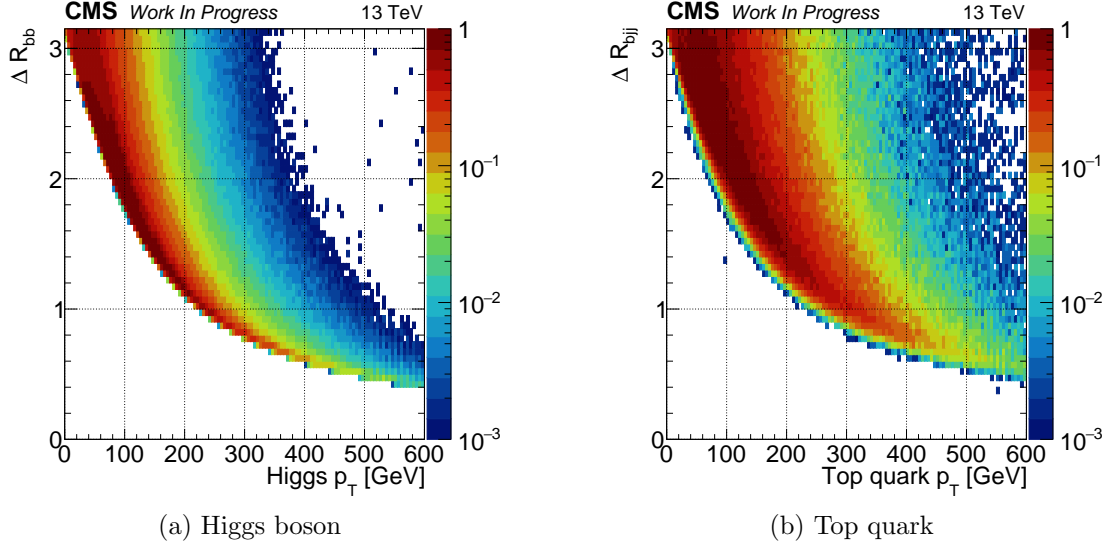 CMS Work In Progress 13 TeV
Δ R_bb
3
2
1
0
0 100 200 300 400 500 600
Higgs p_T [GeV]
1
10⁻¹
10⁻²
10⁻³
(a) Higgs boson
CMS Work In Progress 13 TeV
Δ R_bjj
3
2
1
0
0 100 200 300 400 500 600
Top quark p_T [GeV]
1
10⁻¹
10⁻²
10⁻³
(b) Top quark